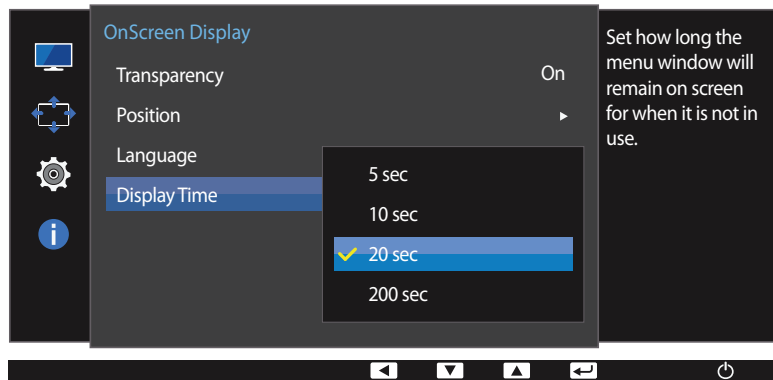 OnScreen Display
Transparency On
Position
Language
Display Time
5 sec
10 sec
20 sec
200 sec
Set how long the
menu window will
remain on screen
for when it is not in
use.